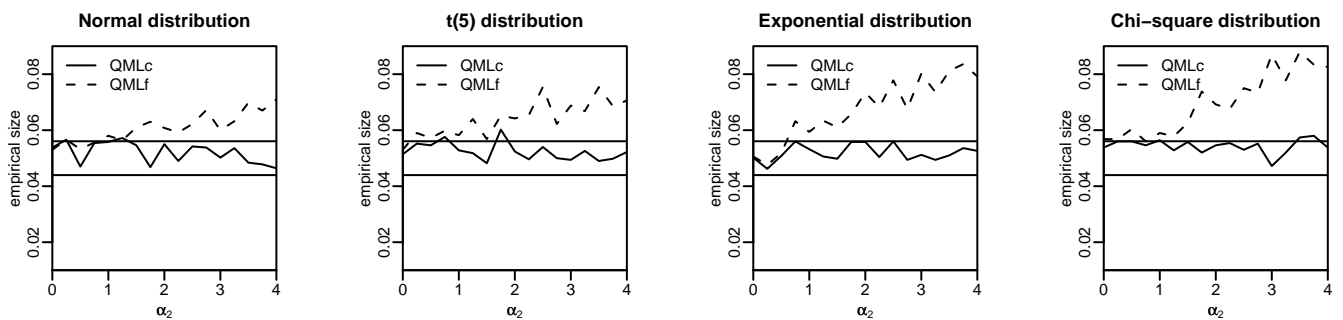 Normal distribution
empirical size
0.02 0.04 0.06 0.08
QMLc
QMLf
0 1 2 3 4
α2
t(5) distribution
empirical size
0.02 0.04 0.06 0.08
QMLc
QMLf
0 1 2 3 4
α2
Exponential distribution
empirical size
0.02 0.04 0.06 0.08
QMLc
QMLf
0 1 2 3 4
α2
Chi−square distribution
empirical size
0.02 0.04 0.06 0.08
QMLc
QMLf
0 1 2 3 4
α2